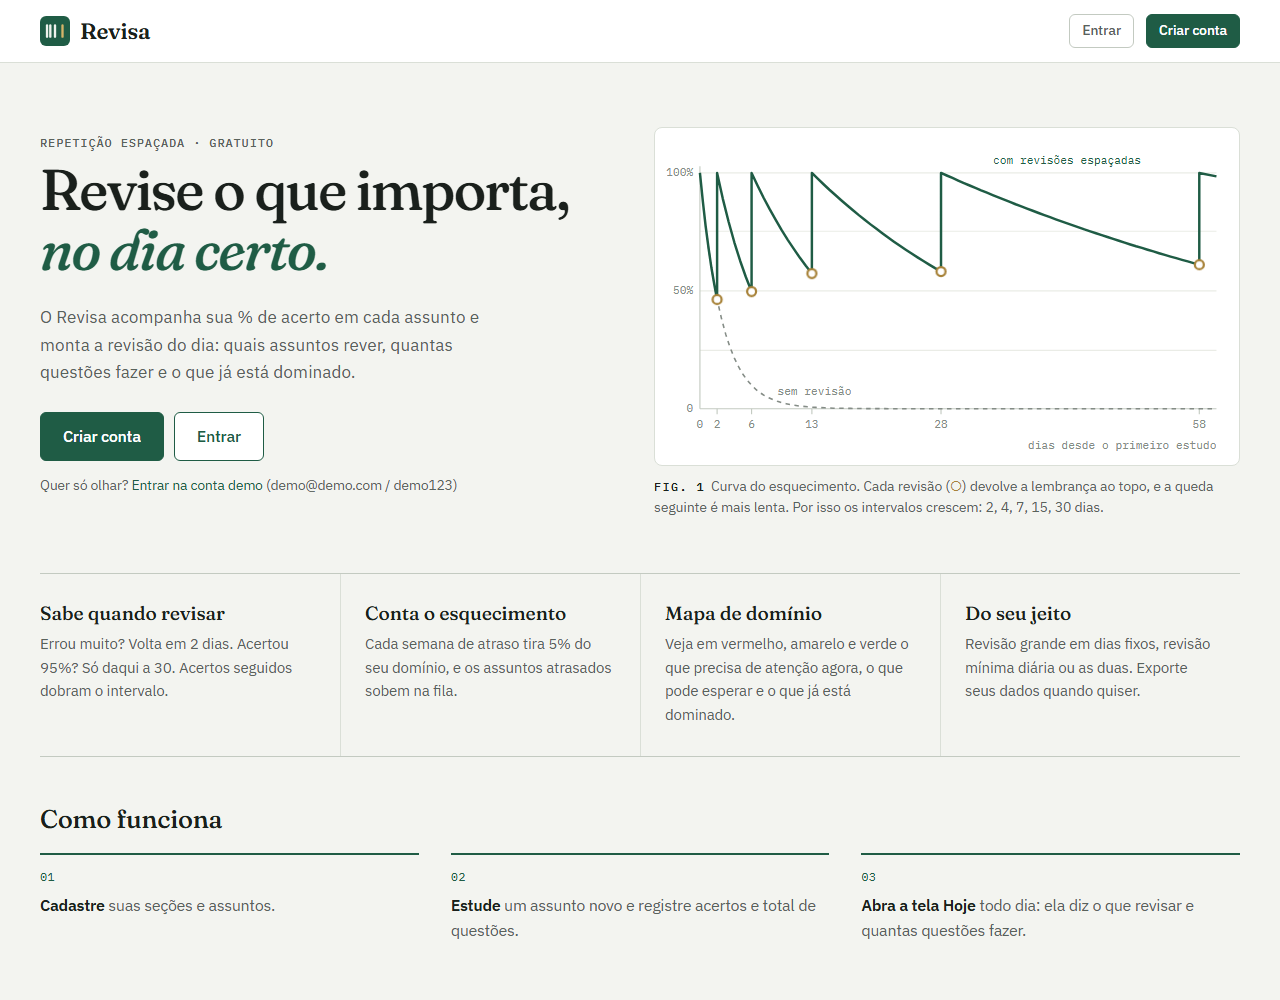 Revisa
Entrar
Criar conta
REPETIÇÃO ESPAÇADA · GRATUITO
Revise o que importa,
no dia certo.
O Revisa acompanha sua % de acerto em cada assunto e
monta a revisão do dia: quais assuntos rever, quantas
questões fazer e o que já está dominado.
Criar conta
Entrar
Quer só olhar? Entrar na conta demo (demo@demo.com / demo123)
com revisões espaçadas
100%
50%
sem revisão
0
0 2 6 13 28 58
dias desde o primeiro estudo
FIG. 1 Curva do esquecimento. Cada revisão (○) devolve a lembrança ao topo, e a queda
seguinte é mais lenta. Por isso os intervalos crescem: 2, 4, 7, 15, 30 dias.
Sabe quando revisar
Errou muito? Volta em 2 dias. Acertou
95%? Só daqui a 30. Acertos seguidos
dobram o intervalo.
Conta o esquecimento
Cada semana de atraso tira 5% do
seu domínio, e os assuntos atrasados
sobem na fila.
Mapa de domínio
Veja em vermelho, amarelo e verde o
que precisa de atenção agora, o que
pode esperar e o que já está
dominado.
Do seu jeito
Revisão grande em dias fixos, revisão
mínima diária ou as duas. Exporte
seus dados quando quiser.
Como funciona
01
Cadastre suas seções e assuntos.
02
Estude um assunto novo e registre acertos e total de
questões.
03
Abra a tela Hoje todo dia: ela diz o que revisar e
quantas questões fazer.